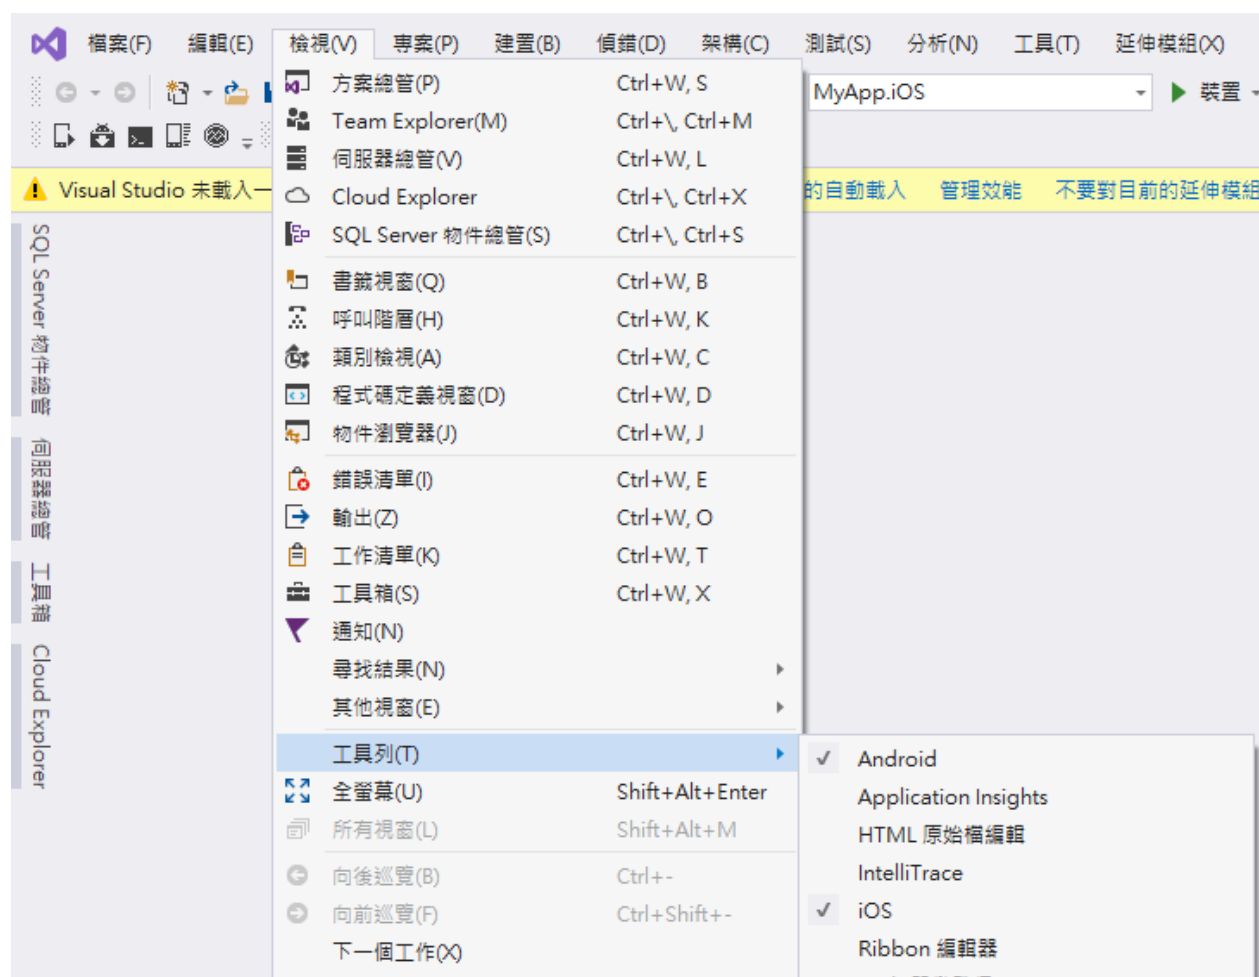 檔案(F) 編輯(E) 檢視(V) 專案(P) 建置(B) 偵錯(D) 架構(C) 測試(S) 分析(N) 工具(T) 延伸模組(X)
MyApp.iOS 裝置
Visual Studio 未載入一
的自動載入 管理效能 不要對目前的延伸模組
方案總管(P) Ctrl+W, S
Team Explorer(M) Ctrl+\, Ctrl+M
伺服器總管(V) Ctrl+W, L
Cloud Explorer Ctrl+\, Ctrl+X
SQL Server 物件總管(S) Ctrl+\, Ctrl+S
書籤視窗(Q) Ctrl+W, B
呼叫階層(H) Ctrl+W, K
類別檢視(A) Ctrl+W, C
程式碼定義視窗(D) Ctrl+W, D
物件瀏覽器(J) Ctrl+W, J
錯誤清單(I) Ctrl+W, E
輸出(Z) Ctrl+W, O
工作清單(K) Ctrl+W, T
工具箱(S) Ctrl+W, X
通知(N)
尋找結果(N)
其他視窗(E)
工具列(T)
全螢幕(U) Shift+Alt+Enter
所有視窗(L) Shift+Alt+M
向後巡覽(B) Ctrl+-
向前巡覽(F) Ctrl+Shift+-
下一個工作(X)
Android
Application Insights
HTML 原始檔編輯
IntelliTrace
iOS
Ribbon 編輯器
SQL Server 物件總管
伺服器總管
工具箱
Cloud Explorer